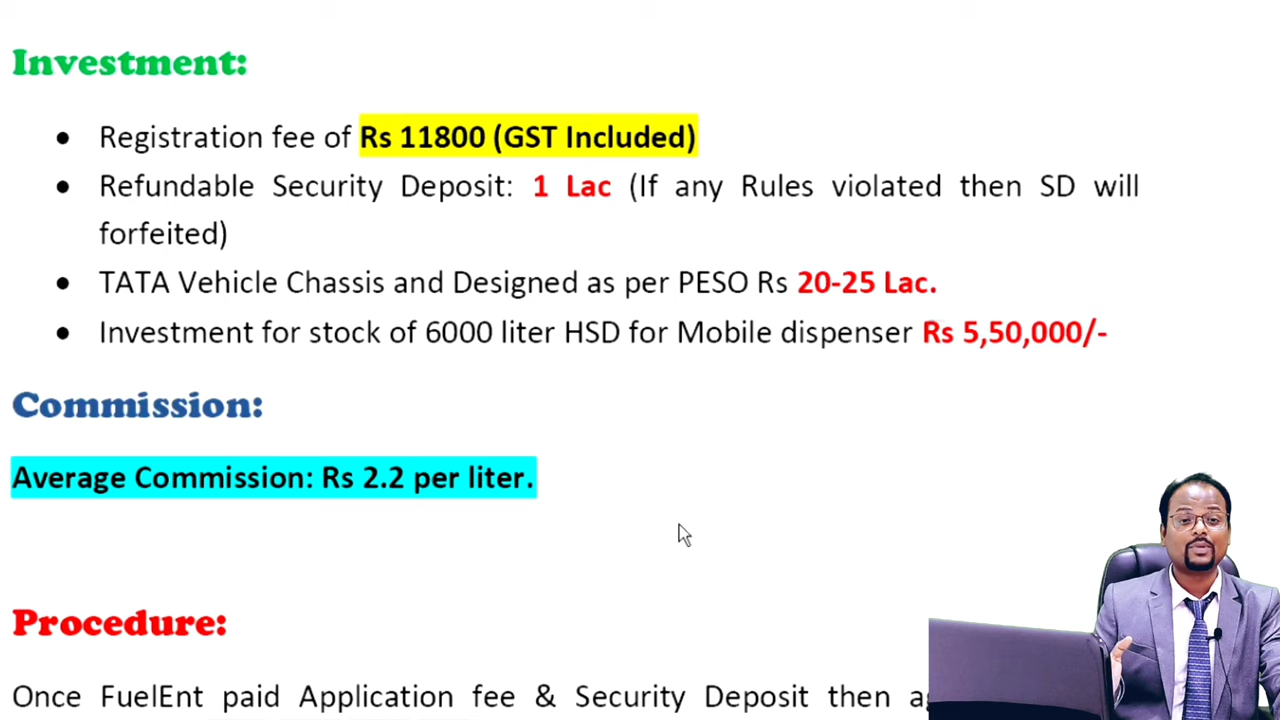 Investment:
Registration fee of Rs 11800 (GST Included)
Refundable Security Deposit: 1 Lac (If any Rules violated then SD will
forfeited)
TATA Vehicle Chassis and Designed as per PESO Rs 20-25 Lac.
Investment for stock of 6000 liter HSD for Mobile dispenser Rs 5,50,000/-
Commission:
Average Commission: Rs 2.2 per liter.
Procedure:
Once FuelEnt paid Application fee & Security Deposit then